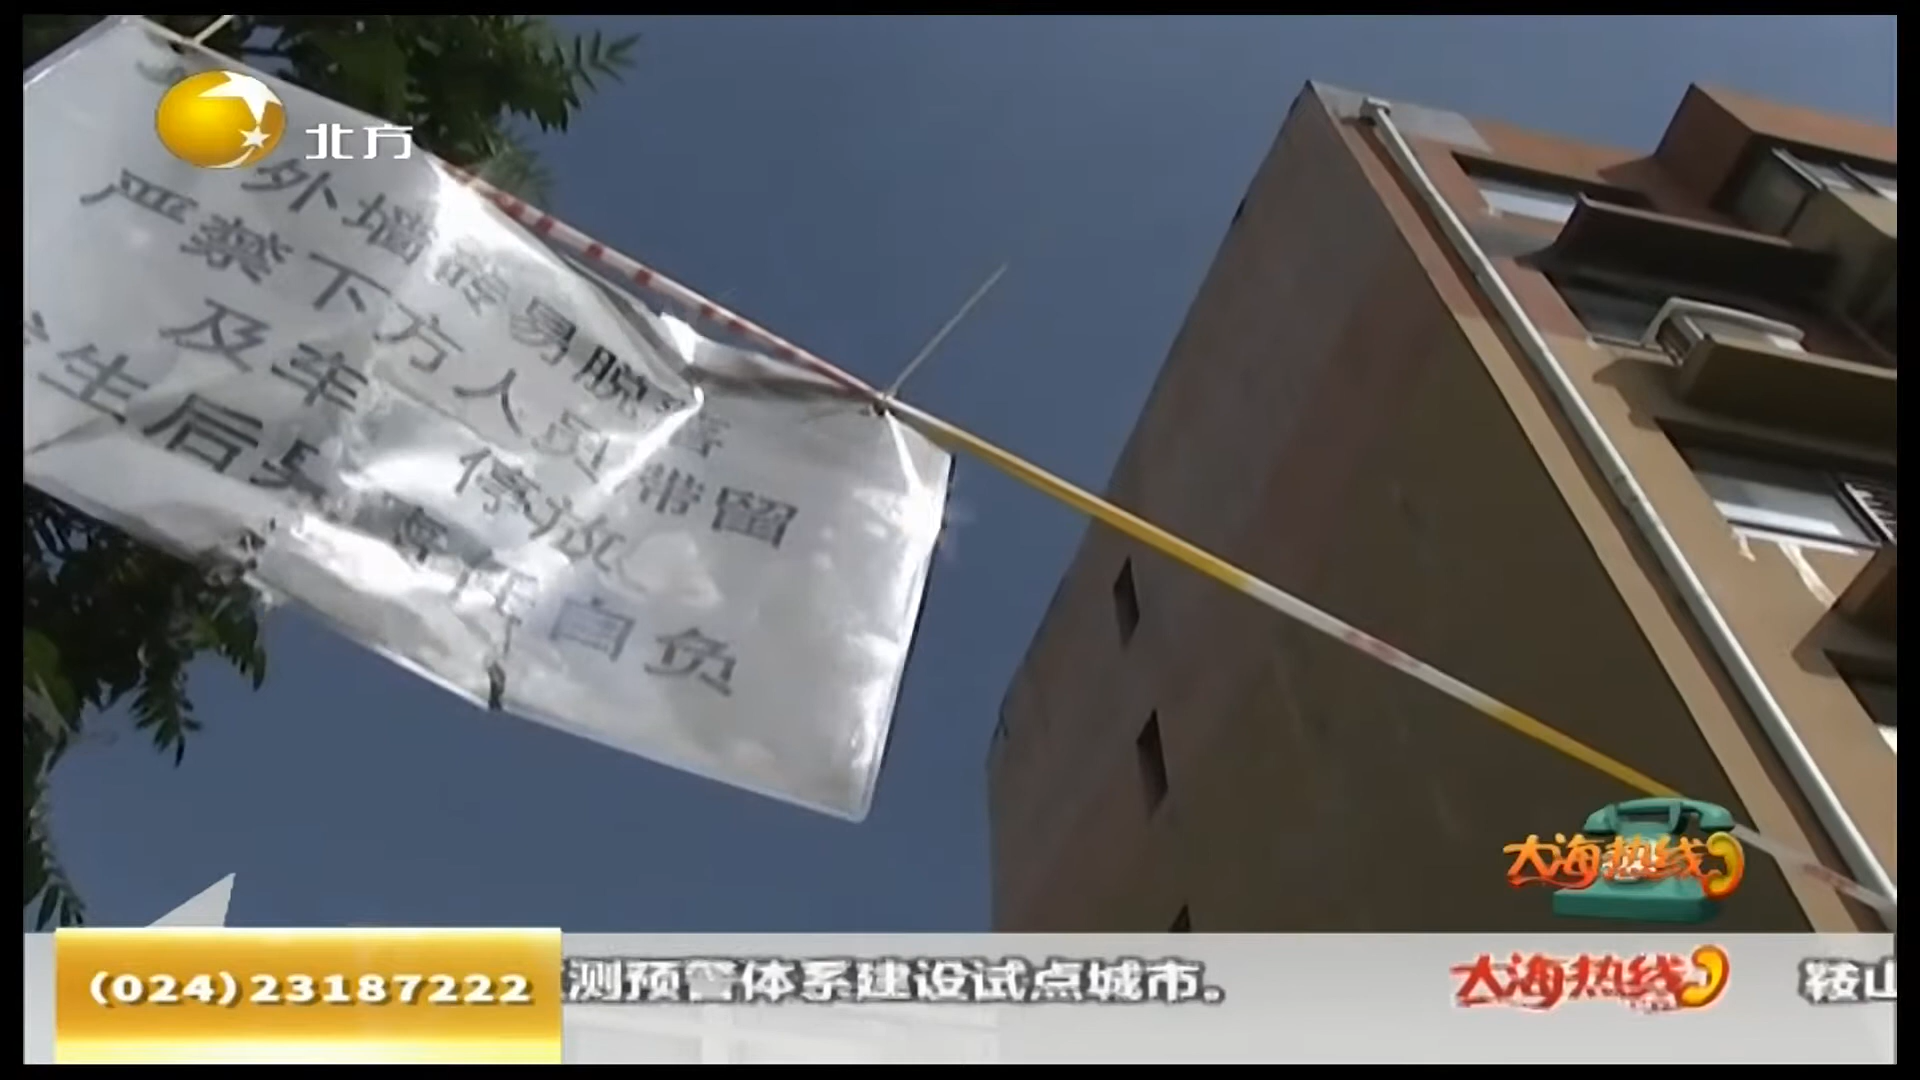 北方
外墙砖易脱落
严禁下方人员带留
及车 停放
生后果责任自负
大海热线
(024)23187222
测预警体系建设试点城市。
大海热线
鞍山